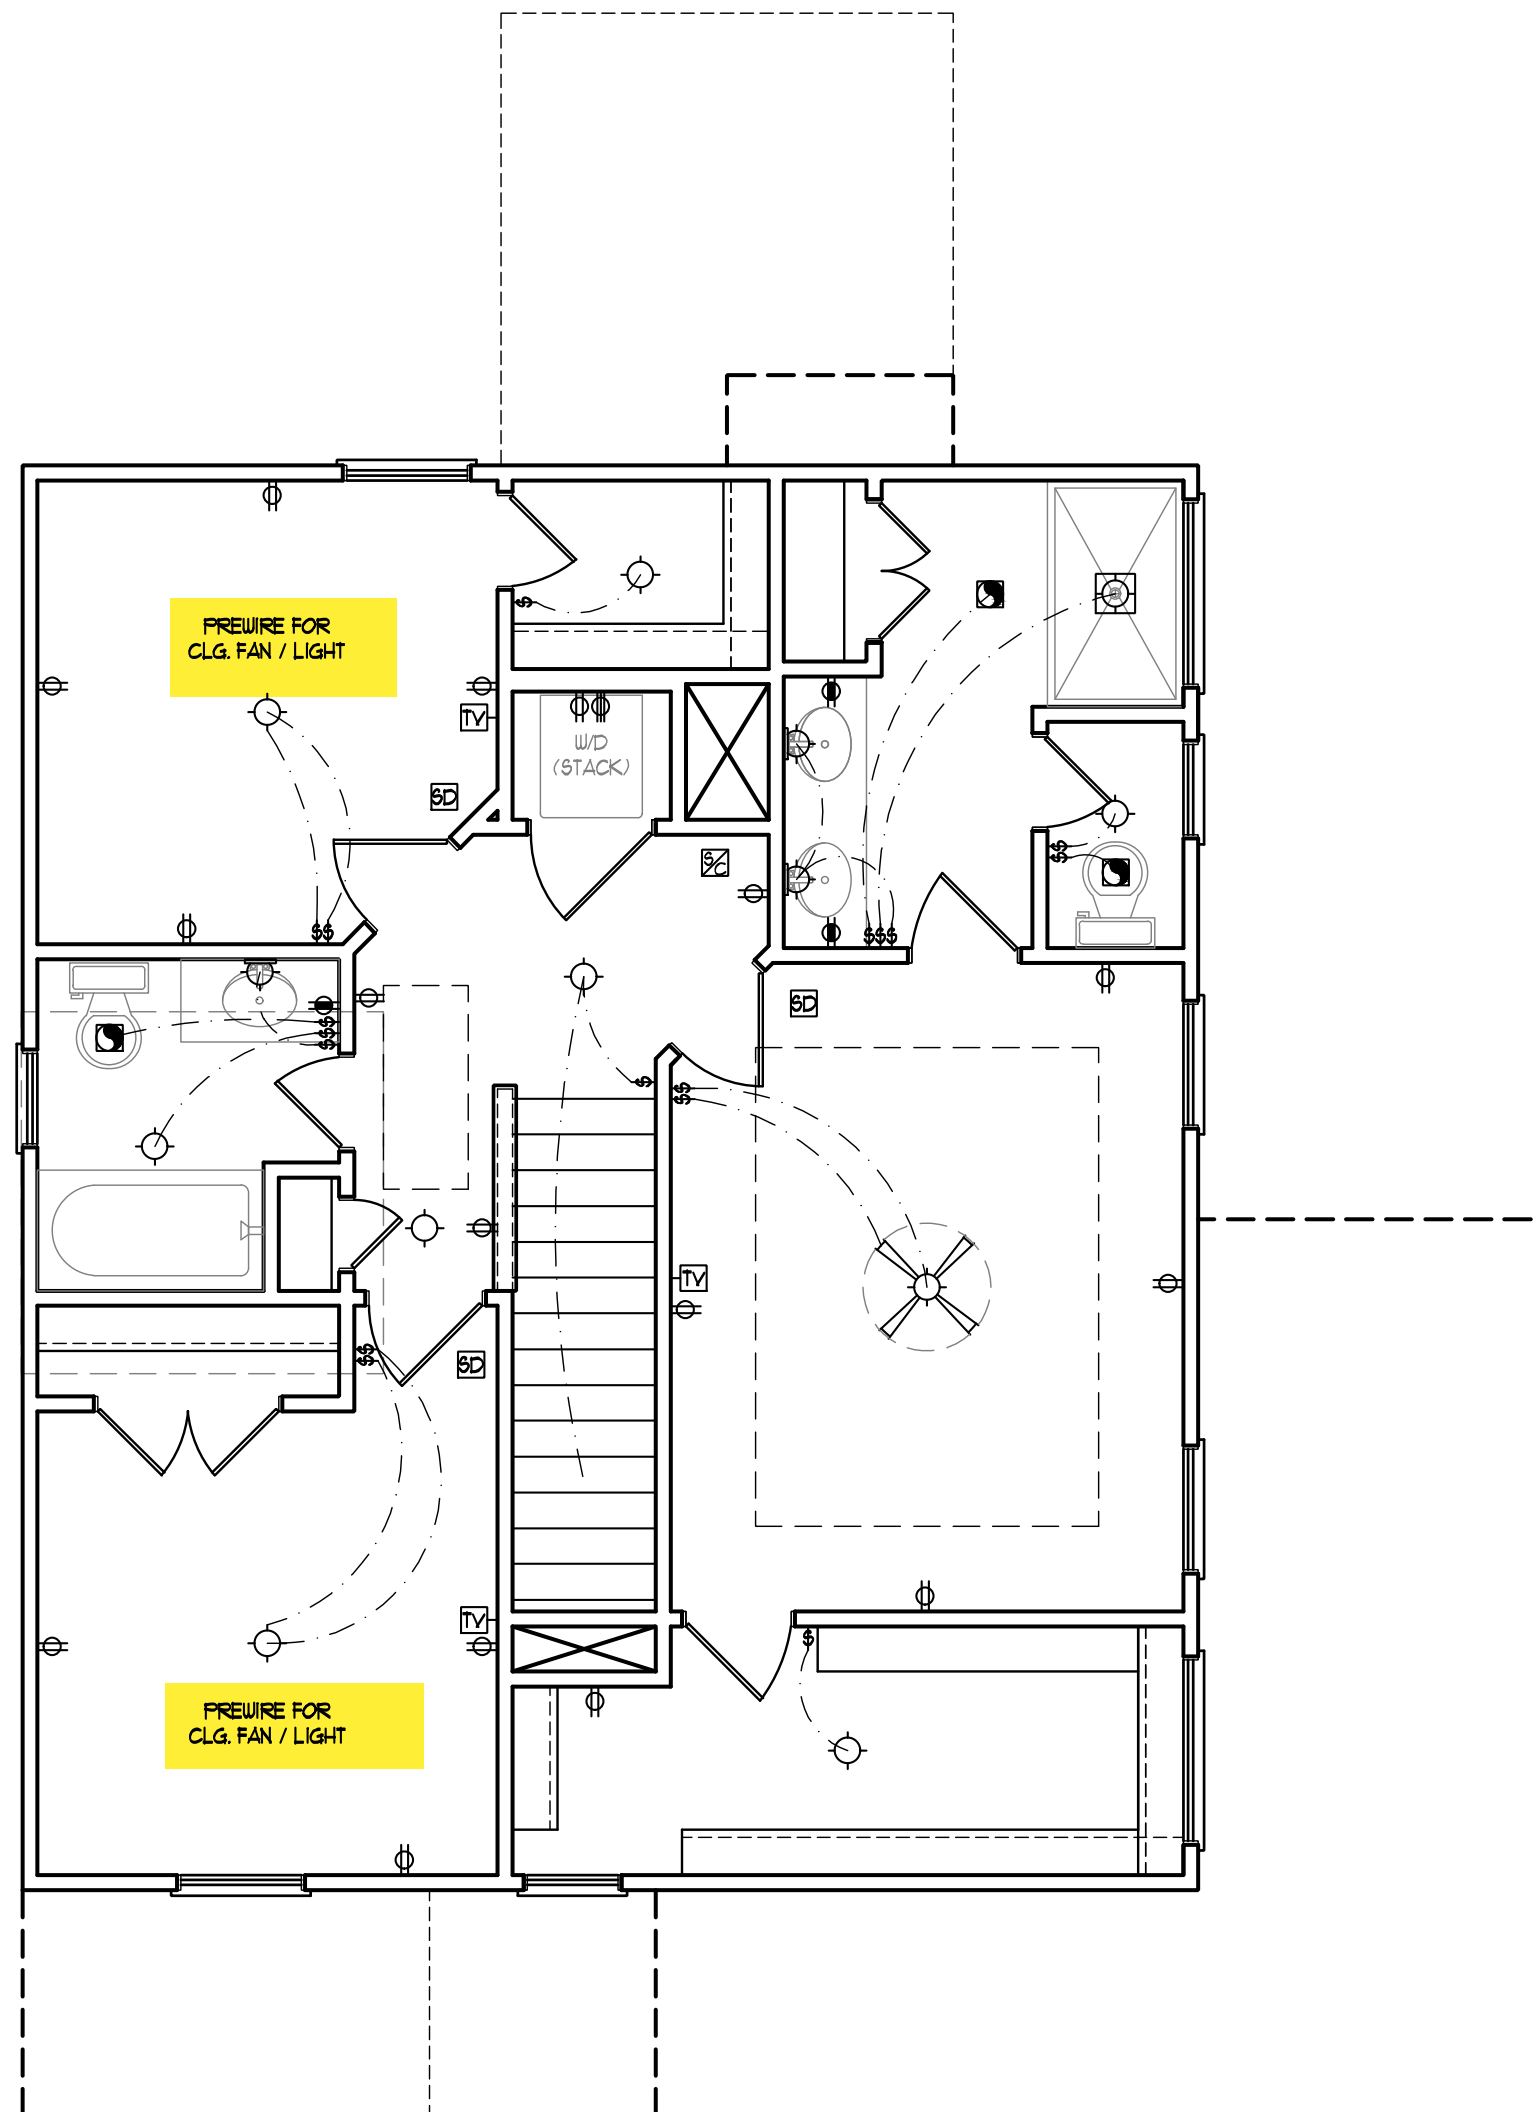 PREWIRE FOR
CLG. FAN / LIGHT
$
TV
W/D
(STACK)
SD
S/C
$$
$$
$$$
$$$
SD
$
$$
TV
$$
SD
TV
$
PREWIRE FOR
CLG. FAN / LIGHT